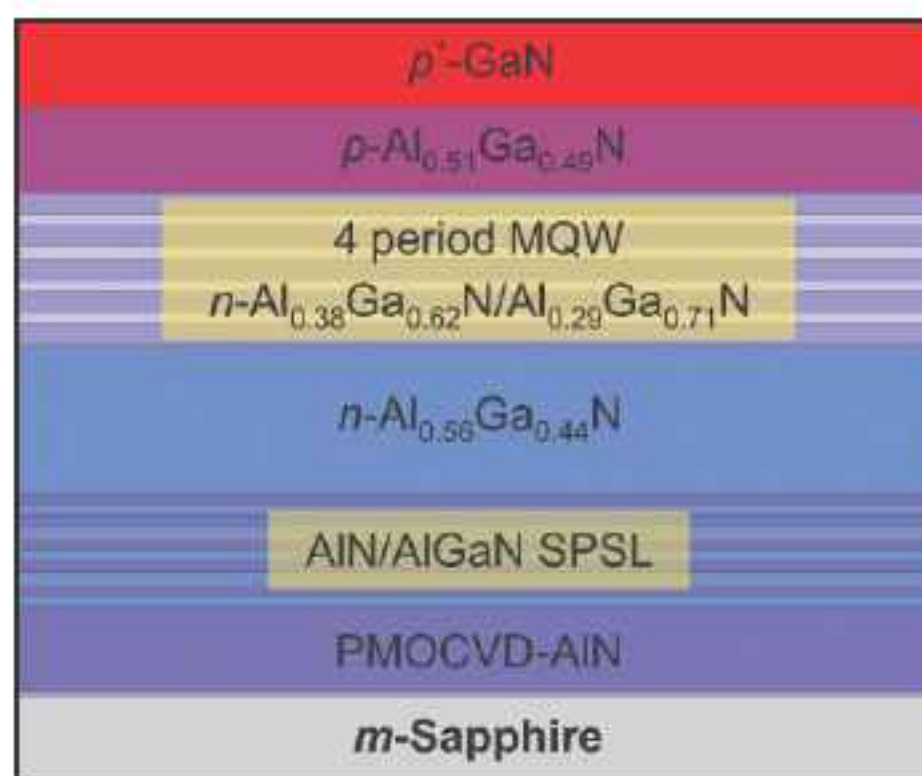 p⁺-GaN
p-Al₀.₅₁Ga₀.₄₉N
4 period MQW
n-Al₀.₃₈Ga₀.₆₂N/Al₀.₂₉Ga₀.₇₁N
n-Al₀.₅₆Ga₀.₄₄N
AlN/AlGaN SPSL
PMOCVD-AlN
m-Sapphire